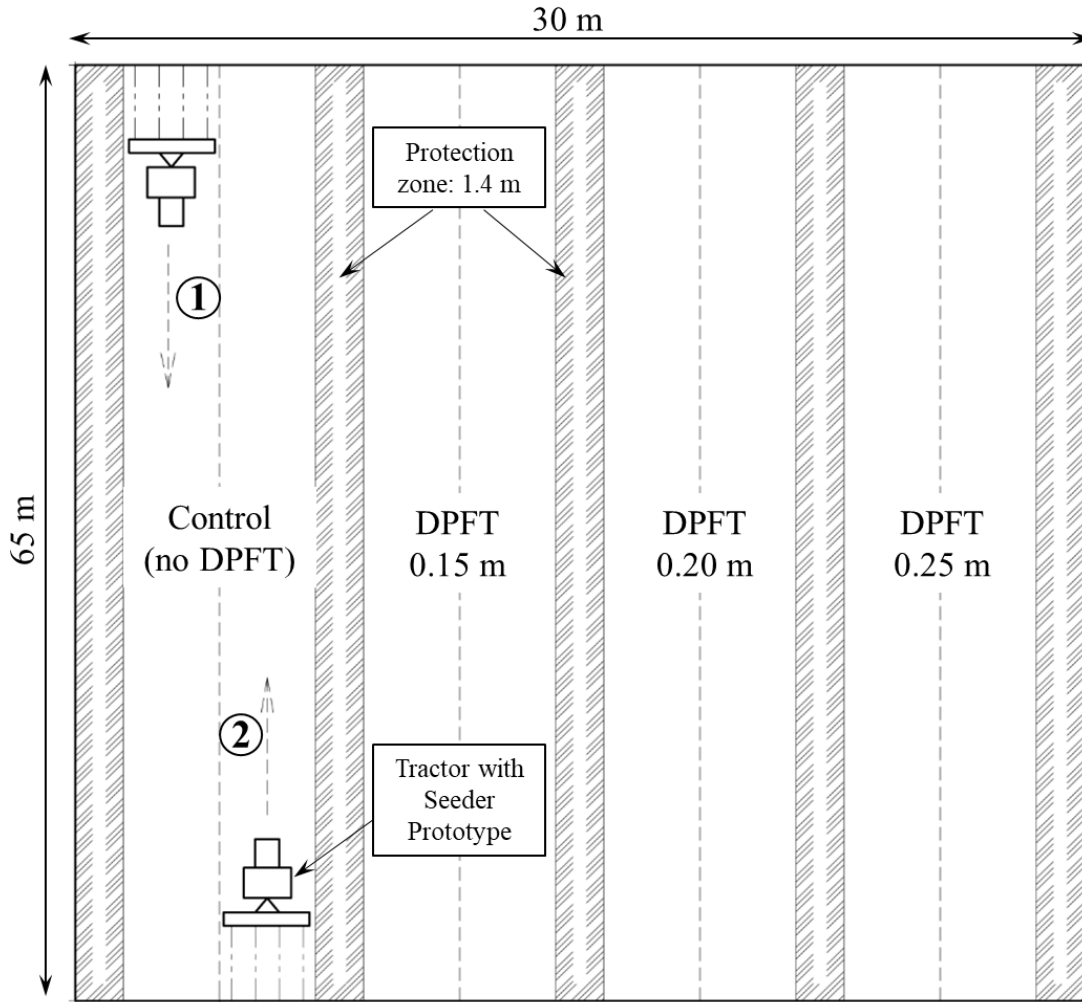 30 m
65 m
Protection
zone: 1.4 m
1
Control
(no DPFT)
DPFT
0.15 m
DPFT
0.20 m
DPFT
0.25 m
2
Tractor with
Seeder
Prototype